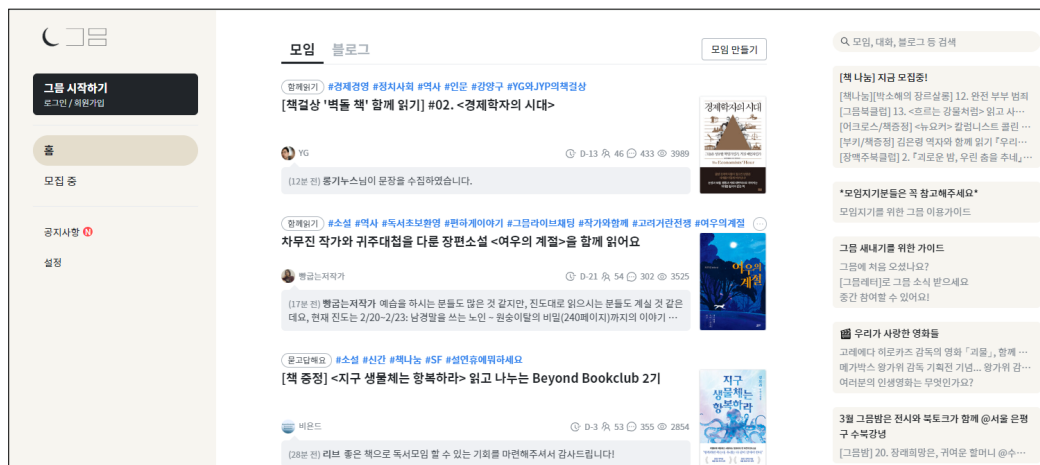 그믐
그믐 시작하기
로그인 / 회원가입
홈
모집 중
공지사항 N
설정
모임 블로그
모임 만들기
함께읽기 #경제경영 #정치사회 #역사 #인문 #강양구 #YG와JYP의책걸상
[책걸상 '벽돌 책' 함께 읽기] #02. <경제학자의 시대>
경제학자의 시대
YG
D-13 46 433 3989
(12분 전) 롱기누스님이 문장을 수집하였습니다.
함께읽기 #소설 #역사 #독서초보환영 #편하게이야기 #그믐라이브채팅 #작가와함께 #고려거란전쟁 #여우의계절
차무진 작가와 귀주대첩을 다룬 장편소설 <여우의 계절>을 함께 읽어요
여우의
계절
빵굽는저작가
D-21 54 302 3525
(17분 전) 빵굽는저작가 예습을 하시는 분들도 많은 것 같지만, 진도대로 읽으시는 분들도 계실 것 같은
데요, 현재 진도는 2/20~2/23: 남경말을 쓰는 노인 ~ 원숭이탈의 비밀(240페이지)까지의 이야기 …
묻고답해요 #소설 #신간 #책나눔 #SF #설연휴에뭐하세요
[책 증정] <지구 생물체는 항복하라> 읽고 나누는 Beyond Bookclub 2기
지구
생물체는
항복하라
비욘드
D-3 53 355 2854
(28분 전) 리브 좋은 책으로 독서모임 할 수 있는 기회를 마련해주셔서 감사드립니다!
모임, 대화, 블로그 등 검색
[책 나눔] 지금 모집중!
[책나눔][박소해의 장르살롱] 12. 완전 부부 범죄
[그믐북클럽] 13. <흐르는 강물처럼> 읽고 사…
[어크로스/책증정] <뉴요커> 칼럼니스트 콜린 …
[부키/책증정] 김은령 역자와 함께 읽기 『우리…
[장맥주북클럽] 2. 『괴로운 밤, 우린 춤을 추네』…
*모임지기분들은 꼭 참고해주세요*
모임지기를 위한 그믐 이용가이드
그믐 새내기를 위한 가이드
그믐에 처음 오셨나요?
[그믐레터]로 그믐 소식 받으세요
중간 참여할 수 있어요!
우리가 사랑한 영화들
고레에다 히로카즈 감독의 영화 「괴물」, 함께 …
메가박스 왕가위 감독 기획전 기념... 왕가위 감…
여러분의 인생영화는 무엇인가요?
3월 그믐밤은 전시와 북토크가 함께 @서울 은평
구 수북강녕
[그믐밤] 20. 장래희망은, 귀여운 할머니 @수…